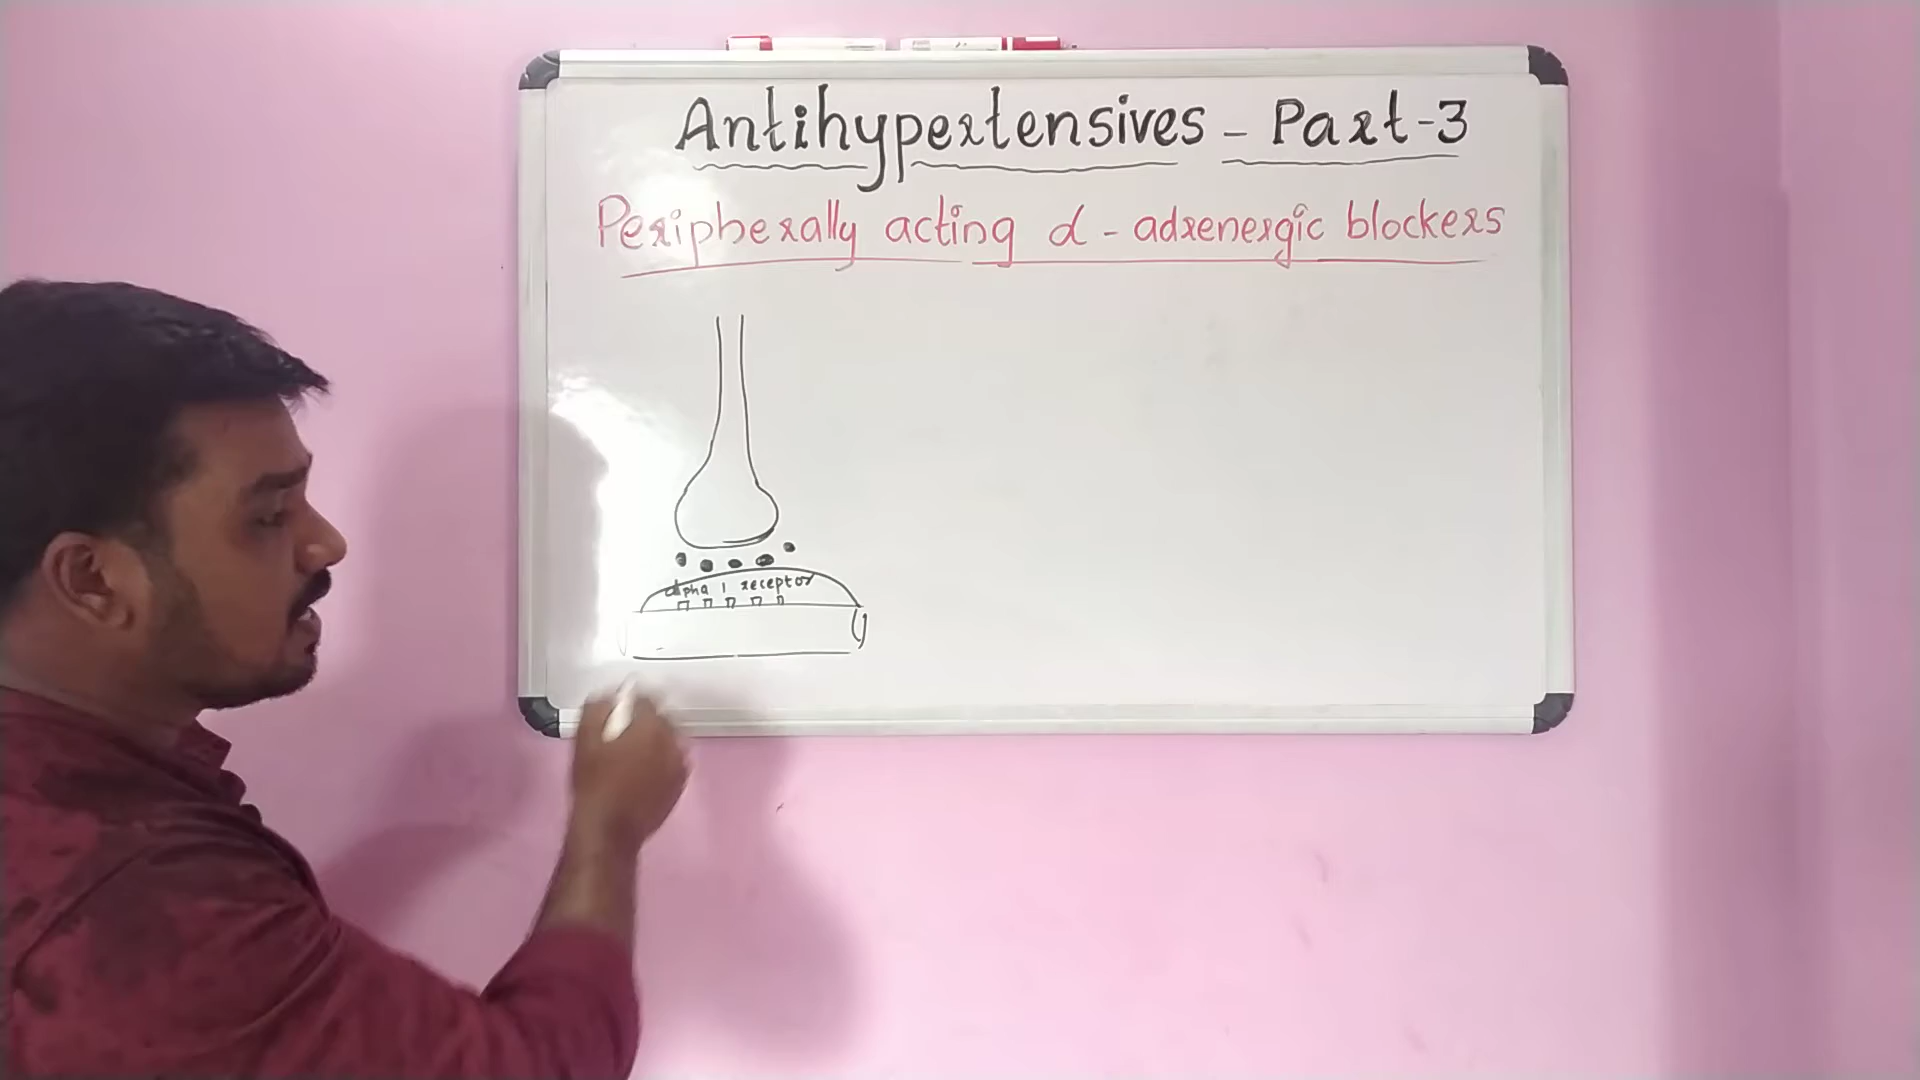 Antihypertensives - Part-3
Peripherally acting α - adrenergic blockers
alpha 1 receptor